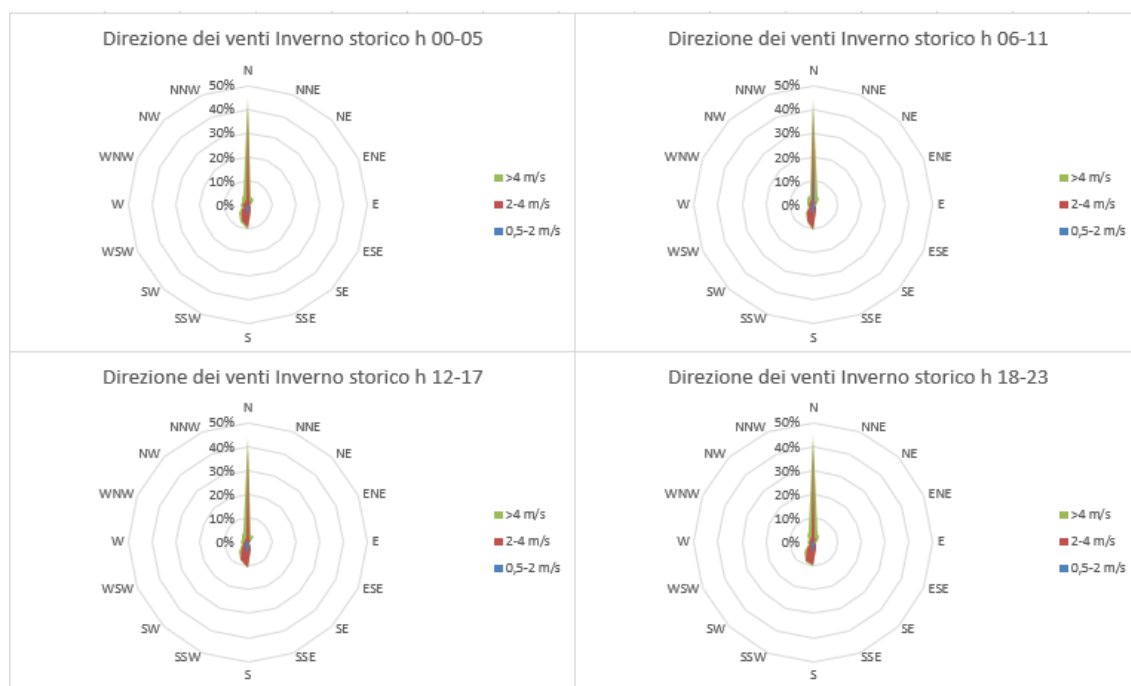 Direzione dei venti Inverno storico h 00-05
N
NNE
NE
ENE
E
ESE
SE
SSE
S
SSW
SW
WSW
W
WNW
NW
NNW
50%
40%
30%
20%
10%
0%
>4 m/s
2-4 m/s
0,5-2 m/s
Direzione dei venti Inverno storico h 06-11
N
NNE
NE
ENE
E
ESE
SE
SSE
S
SSW
SW
WSW
W
WNW
NW
NNW
50%
40%
30%
20%
10%
0%
>4 m/s
2-4 m/s
0,5-2 m/s
Direzione dei venti Inverno storico h 12-17
N
NNE
NE
ENE
E
ESE
SE
SSE
S
SSW
SW
WSW
W
WNW
NW
NNW
50%
40%
30%
20%
10%
0%
>4 m/s
2-4 m/s
0,5-2 m/s
Direzione dei venti Inverno storico h 18-23
N
NNE
NE
ENE
E
ESE
SE
SSE
S
SSW
SW
WSW
W
WNW
NW
NNW
50%
40%
30%
20%
10%
0%
>4 m/s
2-4 m/s
0,5-2 m/s